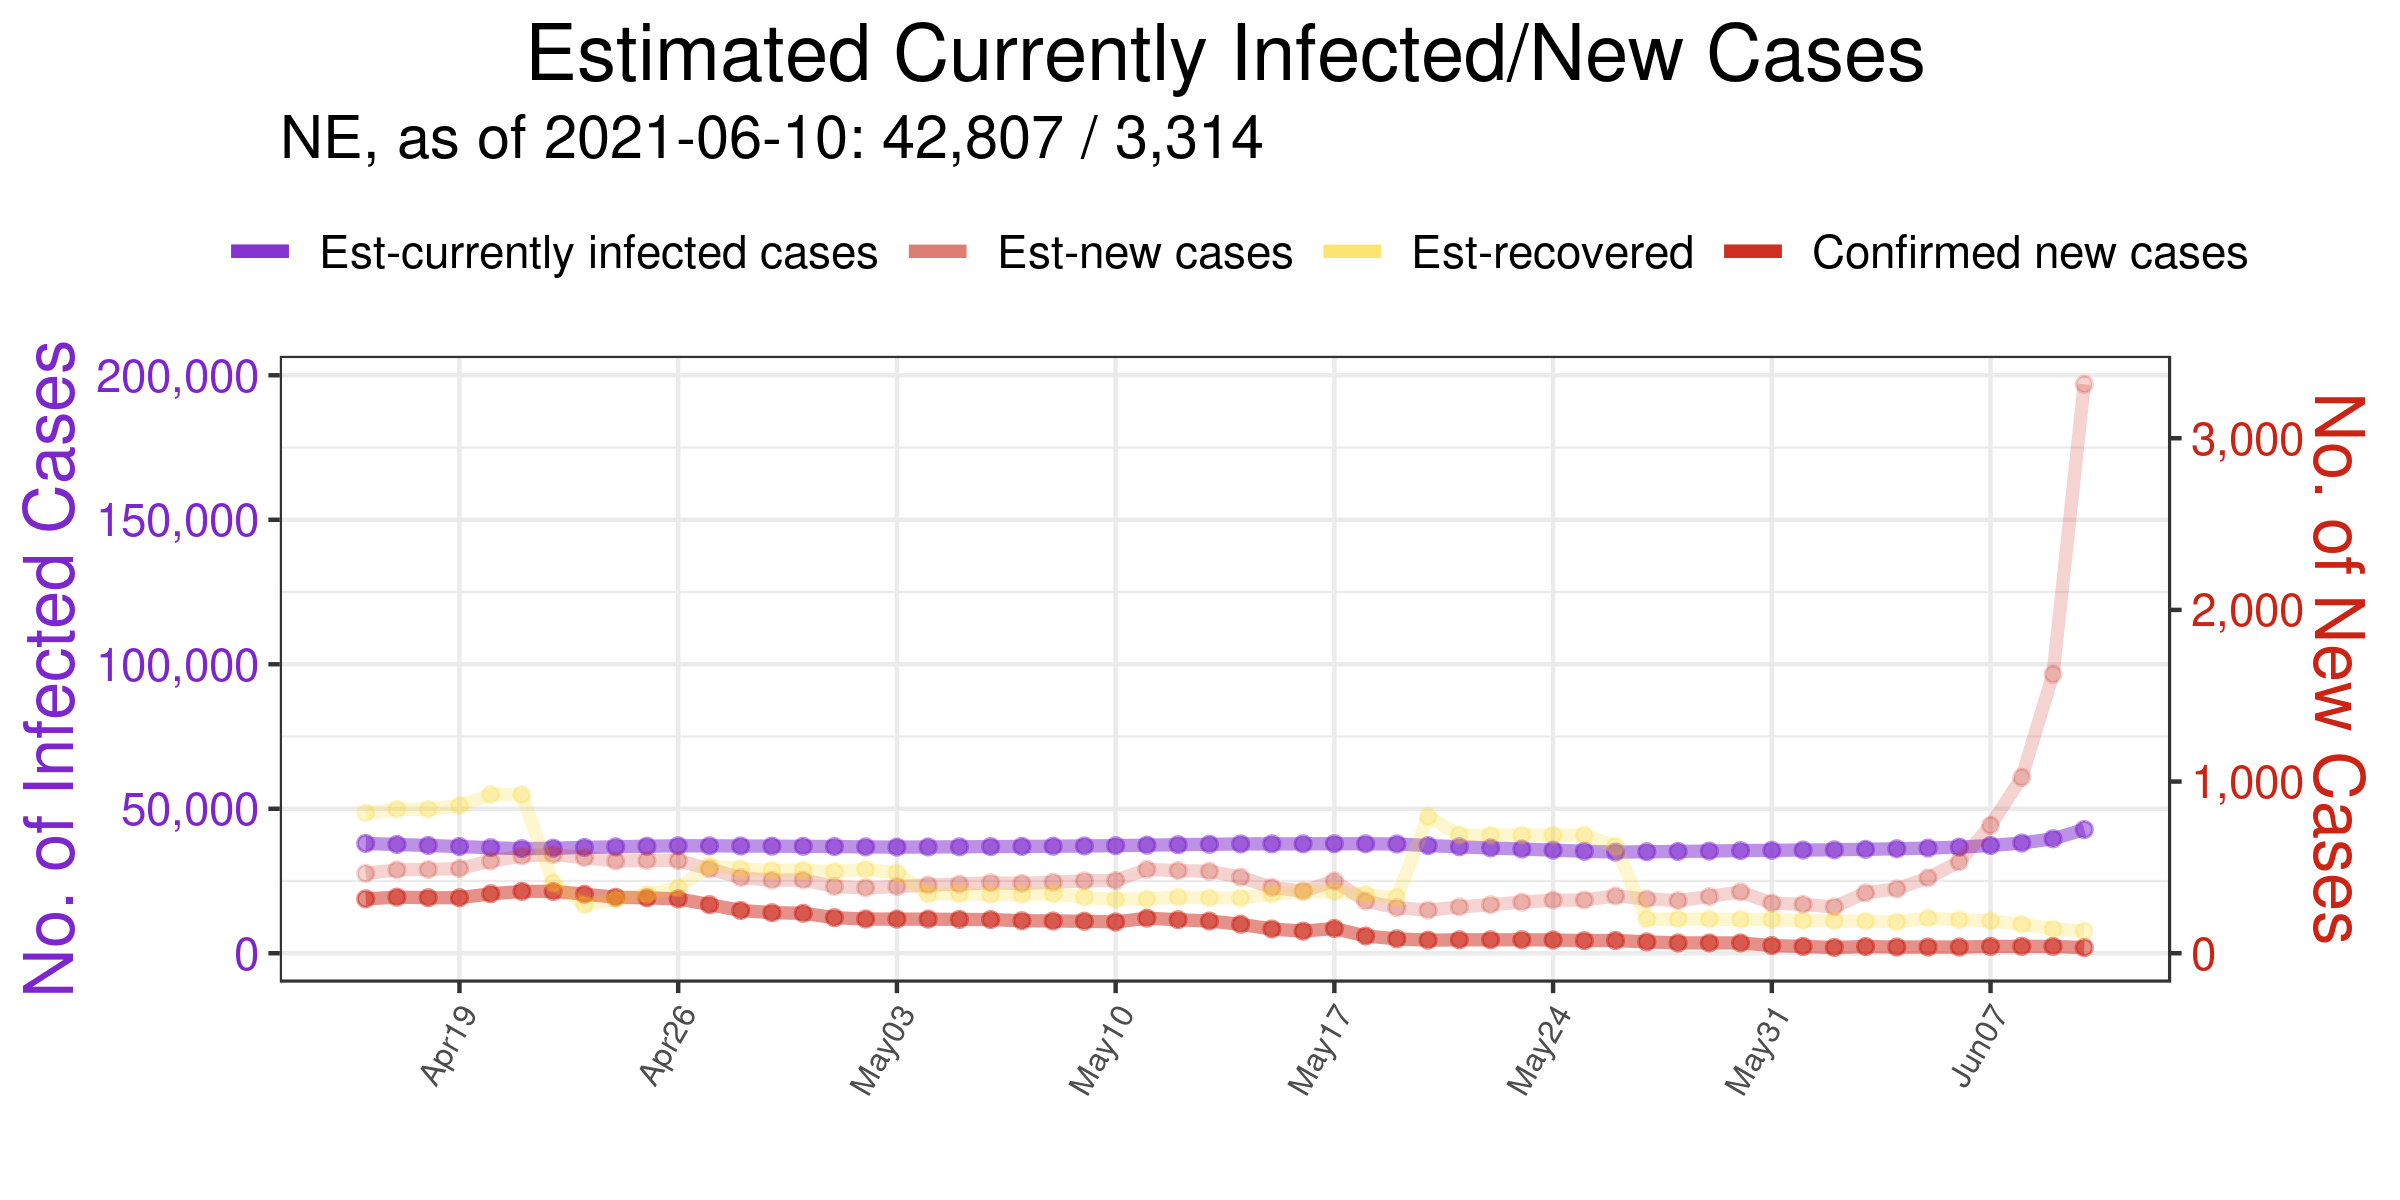 Estimated Currently Infected/New Cases
NE, as of 2021-06-10: 42,807 / 3,314
Est-currently infected cases Est-new cases Est-recovered Confirmed new cases
No. of Infected Cases
200,000
150,000
100,000
50,000
0
3,000
2,000
1,000
0
No. of New Cases
Apr19 Apr26 May03 May10 May17 May24 May31 Jun07